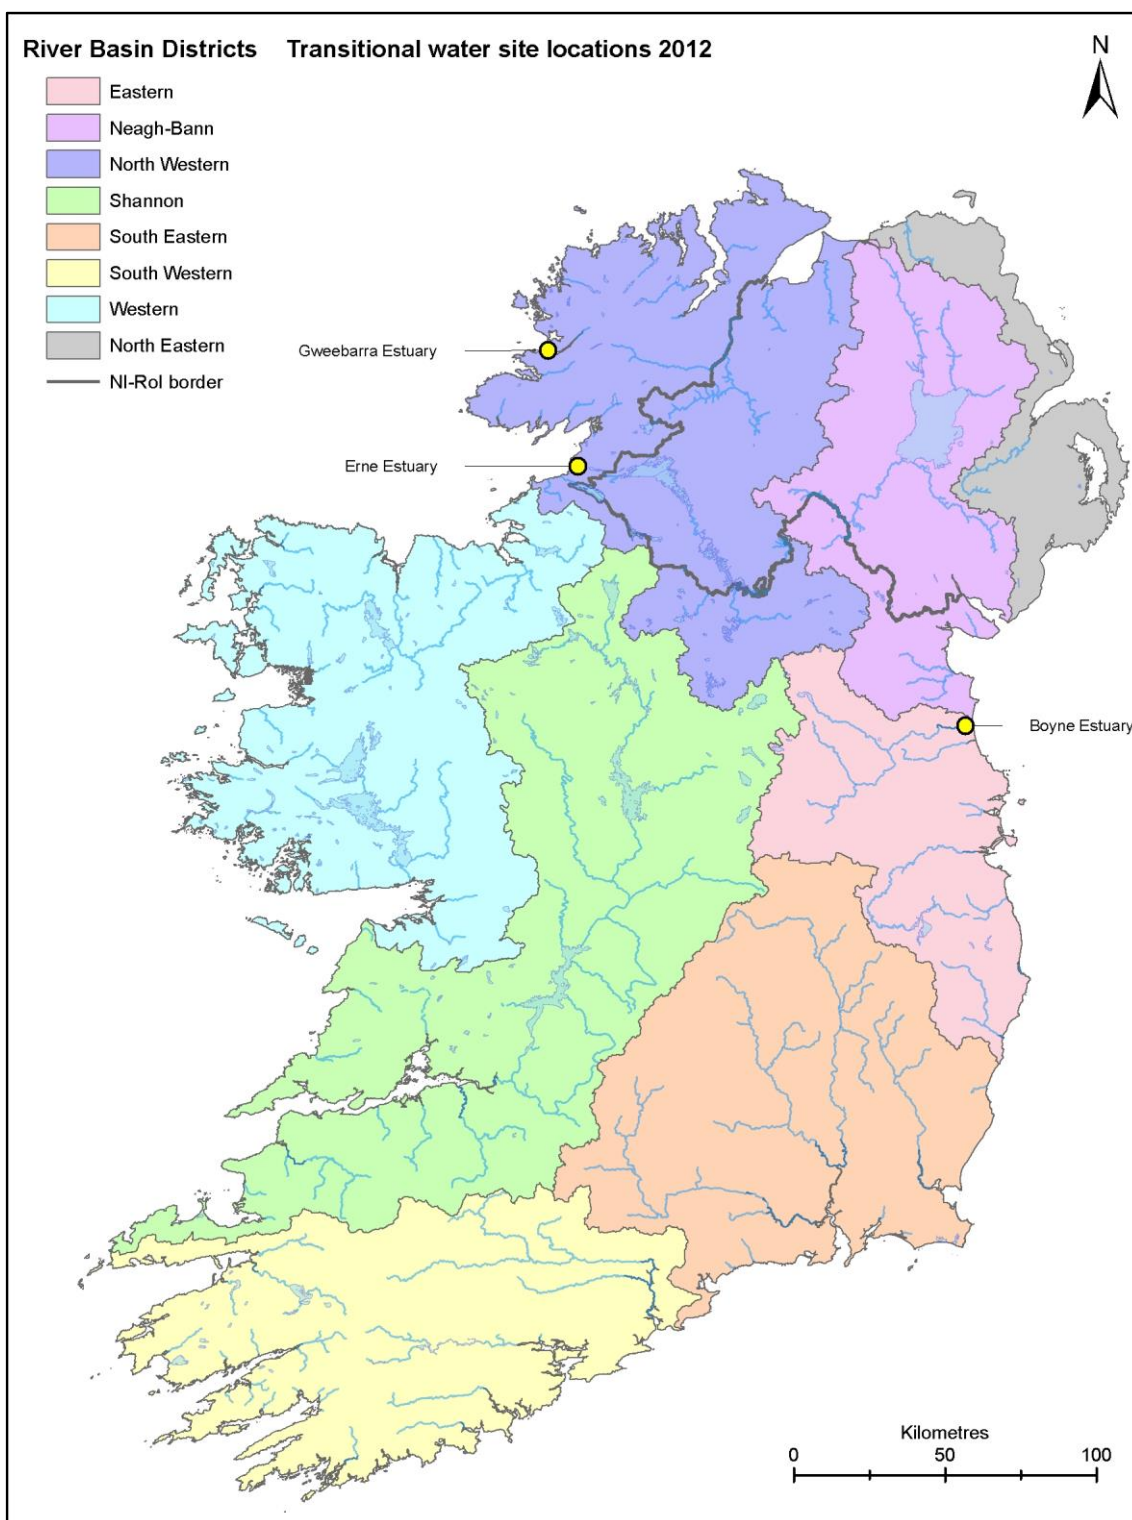 River Basin Districts Transitional water site locations 2012
N
Eastern
Neagh-Bann
North Western
Shannon
South Eastern
South Western
Western
North Eastern
NI-RoI border
Gweebarra Estuary
Erne Estuary
Boyne Estuary
Kilometres
0 50 100